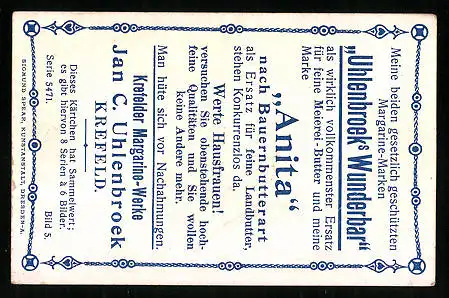 Meine beiden gesetzlich geschützten
Margarine-Marken
„Uhlenbroek's Wunderbar"
als wirklich vollkommenster Ersatz
für feine Meierei-Butter und meine
Marke
„Anita"
nach Bauernbutterart
als Ersatz für feine Landbutter,
stehen Konkurrenzlos da.
Werte Hausfrauen!
versuchen Sie obenstehende hoch-
feine Qualitäten und Sie wollen
keine Andere mehr.
Man hüte sich vor Nachahmungen.
Krefelder Margarine-Werke
Jan C. Uhlenbroek
KREFELD.
Dieses Kärtchen hat Sammelwert;
es gibt hiervon 8 Serien à 6 Bilder.
Serie 5471. Bild 5.
SIGMUND SPEAR, KUNSTANSTALT, DRESDEN-A.